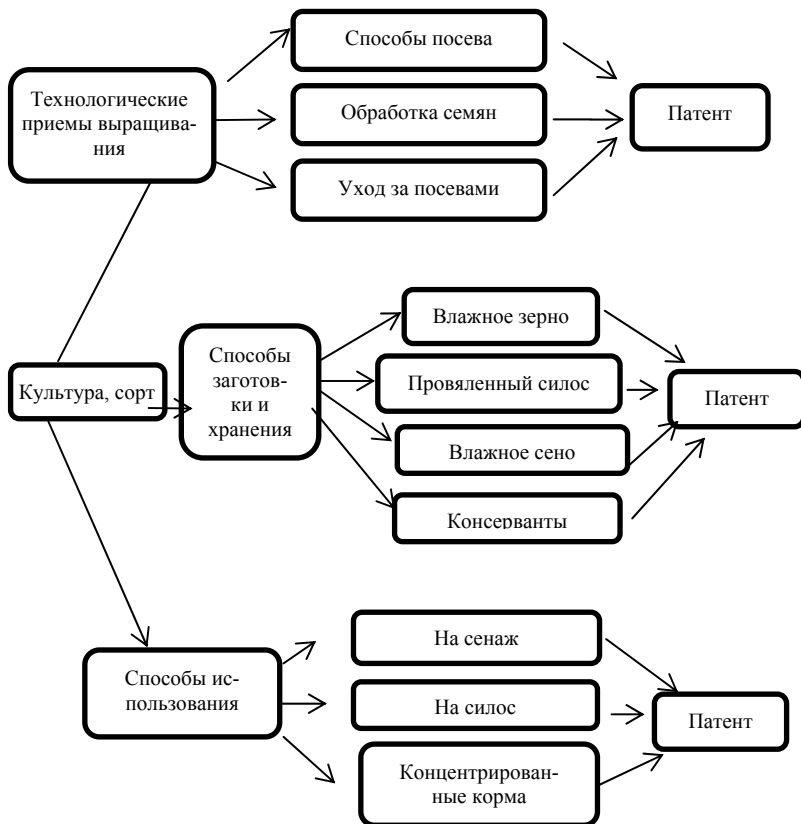 Способы посева
Технологические
приемы выращива-
ния
Обработка семян
Патент
Уход за посевами
Влажное зерно
Способы
заготов-
ки и
хранения
Культура, сорт
Провяленный силос
Патент
Влажное сено
Консерванты
На сенаж
Способы ис-
пользования
На силос
Патент
Концентрирован-
ные корма